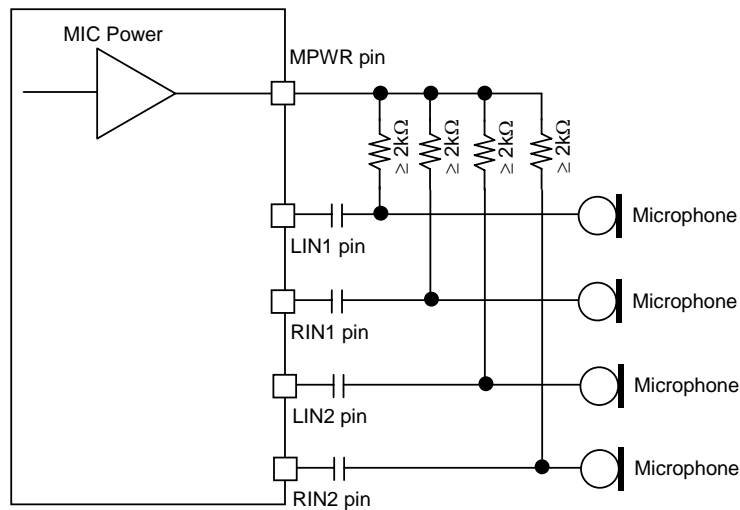 MIC Power
MPWR pin
≥ 2kΩ
≥ 2kΩ
≥ 2kΩ
≥ 2kΩ
LIN1 pin
Microphone
RIN1 pin
Microphone
LIN2 pin
Microphone
RIN2 pin
Microphone